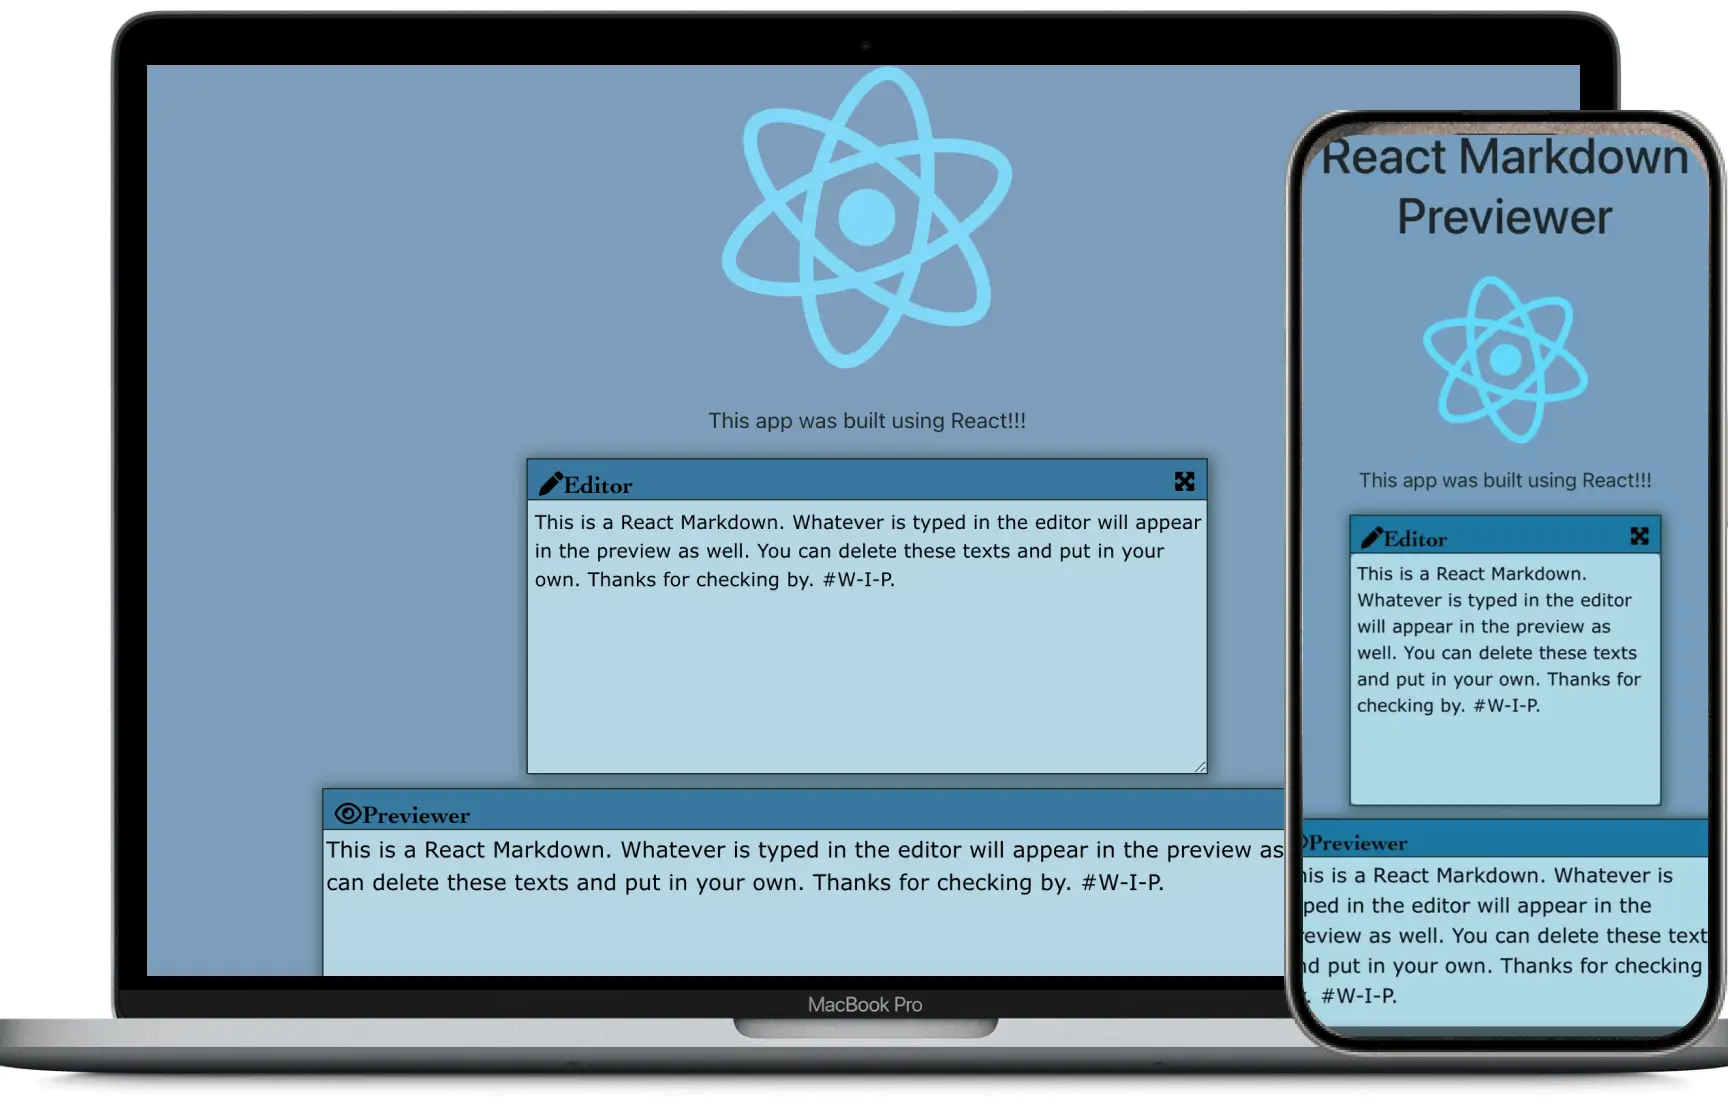 This app was built using React!!!
Editor
This is a React Markdown. Whatever is typed in the editor will appear
in the preview as well. You can delete these texts and put in your
own. Thanks for checking by. #W-I-P.
Previewer
This is a React Markdown. Whatever is typed in the editor will appear in the preview as
can delete these texts and put in your own. Thanks for checking by. #W-I-P.
MacBook Pro
React Markdown
Previewer
This app was built using React!!!
Editor
This is a React Markdown.
Whatever is typed in the editor
will appear in the preview as
well. You can delete these texts
and put in your own. Thanks for
checking by. #W-I-P.
Previewer
is a React Markdown. Whatever is
in the editor will appear in the
as well. You can delete these text
put in your own. Thanks for checking
#W-I-P.